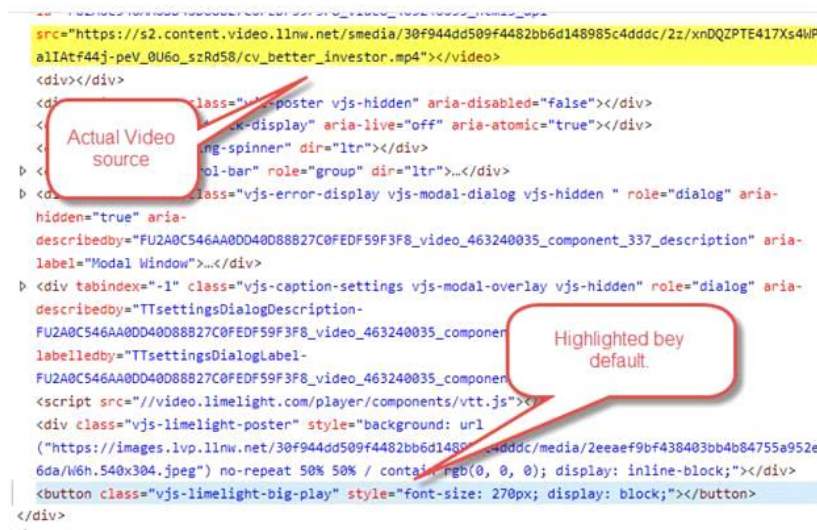 src="https://s2.content.video.llnw.net/smedia/30f944dd509f4482bb6d148985c4dddc/2z/xnDQZPTE417Xs4WP
alIAtf44j-peV_0U6o_szRd58/cv_better_investor.mp4"></video>
<div></div>
<di class="vjs-poster vjs-hidden" aria-disabled="false"></div>
ck-display" aria-live="off" aria-atomic="true"></div>
ng-spinner" dir="ltr"></div>
rol-bar" role="group" dir="ltr">…</div>
Actual Video
source
<di lass="vjs-error-display vjs-modal-dialog vjs-hidden " role="dialog" aria-
hidden="true" aria-
describedby="FU2A0C546AA0DD40D88B27C0FEDF59F3F8_video_463240035_component_337_description" aria-
label="Modal Window">…</div>
<div tabindex="-1" class="vjs-caption-settings vjs-modal-overlay vjs-hidden" role="dialog" aria-
describedby="TTsettingsDialogDescription-
FU2A0C546AA0DD40D88B27C0FEDF59F3F8_video_463240035_componen
labelledby="TTsettingsDialogLabel-
FU2A0C546AA0DD40D88B27C0FEDF59F3F8_video_463240035_componen
Highlighted bey
default.
<script src="//video.limelight.com/player/components/vtt.js"></
<div class="vjs-limelight-poster" style="background: url
("https://images.lvp.llnw.net/30f944dd509f4482bb6d1489 4dddc/media/2eeaef9bf438403bb4b84755a952e
6da/W6h.540x304.jpeg") no-repeat 50% 50% / contai rgb(0, 0, 0); display: inline-block;"></div>
<button class="vjs-limelight-big-play" style="font-size: 270px; display: block;"></button>
</div>